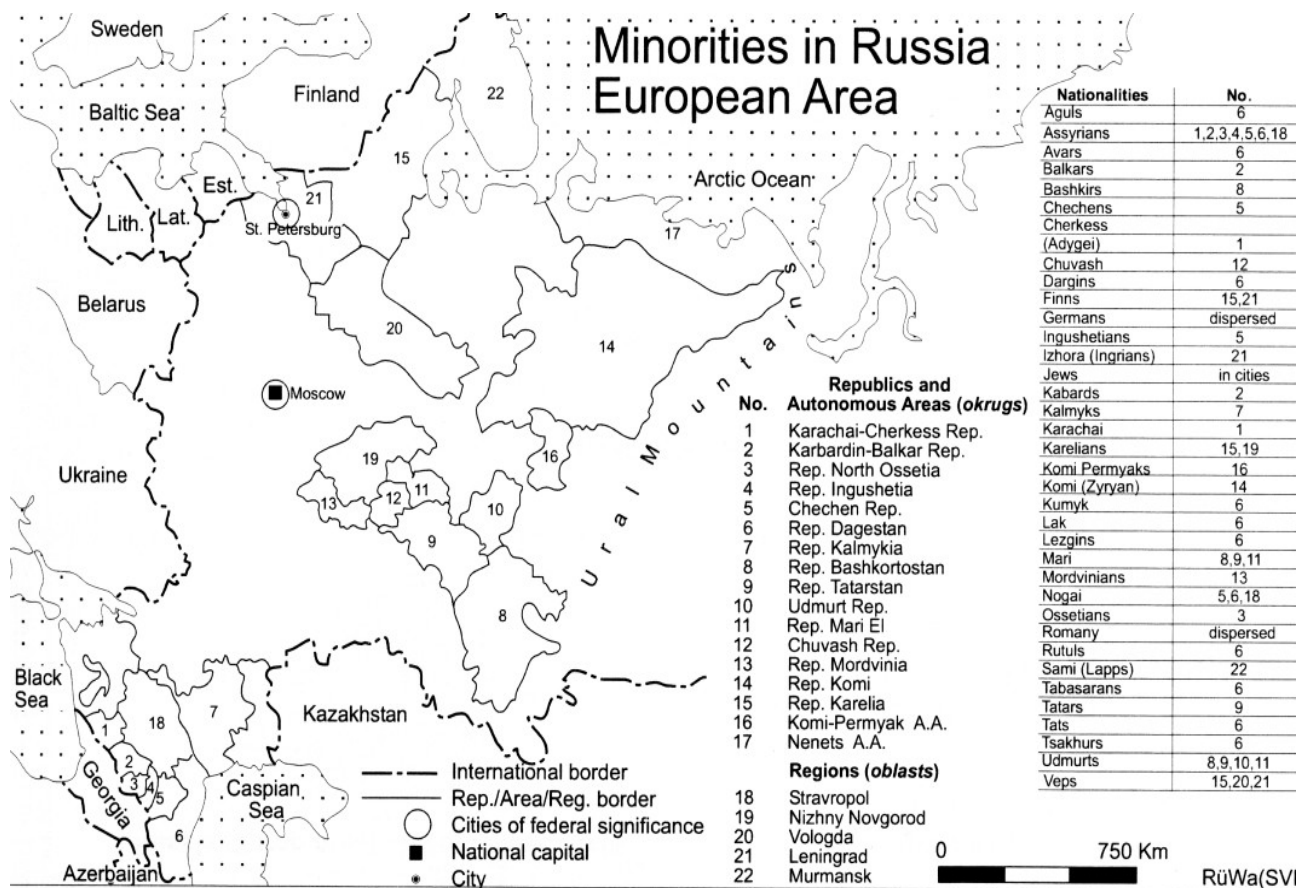 Minorities in Russia
European Area
Sweden
Finland
Baltic Sea
22
15
Est.
21
Lith.
Lat.
St. Petersburg
Arctic Ocean
17
Belarus
20
14
Moscow
Ural Mountains
Ukraine
19
16
13
12
11
10
9
8
Black
Sea
Kazakhstan
18
7
1
2
3
4
5
6
Georgia
Caspian
Sea
Azerbaijan
International border
Rep./Area/Reg. border
Cities of federal significance
National capital
City
Republics and
No. Autonomous Areas (okrugs)
1 Karachai-Cherkess Rep.
2 Karbardin-Balkar Rep.
3 Rep. North Ossetia
4 Rep. Ingushetia
5 Chechen Rep.
6 Rep. Dagestan
7 Rep. Kalmykia
8 Rep. Bashkortostan
9 Rep. Tatarstan
10 Udmurt Rep.
11 Rep. Mari El
12 Chuvash Rep.
13 Rep. Mordvinia
14 Rep. Komi
15 Rep. Karelia
16 Komi-Permyak A.A.
17 Nenets A.A.
Regions (oblasts)
18 Stravropol
19 Nizhny Novgorod
20 Vologda
21 Leningrad
22 Murmansk
Nationalities No.
Aguls 6
Assyrians 1,2,3,4,5,6,18
Avars 6
Balkars 2
Bashkirs 8
Chechens 5
Cherkess
(Adygei) 1
Chuvash 12
Dargins 6
Finns 15,21
Germans dispersed
Ingushetians 5
Izhora (Ingrians) 21
Jews in cities
Kabards 2
Kalmyks 7
Karachai 1
Karelians 15,19
Komi Permyaks 16
Komi (Zyryan) 14
Kumyk 6
Lak 6
Lezgins 6
Mari 8,9,11
Mordvinians 13
Nogai 5,6,18
Ossetians 3
Romany dispersed
Rutuls 6
Sami (Lapps) 22
Tabasarans 6
Tatars 9
Tats 6
Tsakhurs 6
Udmurts 8,9,10,11
Veps 15,20,21
0 750 Km